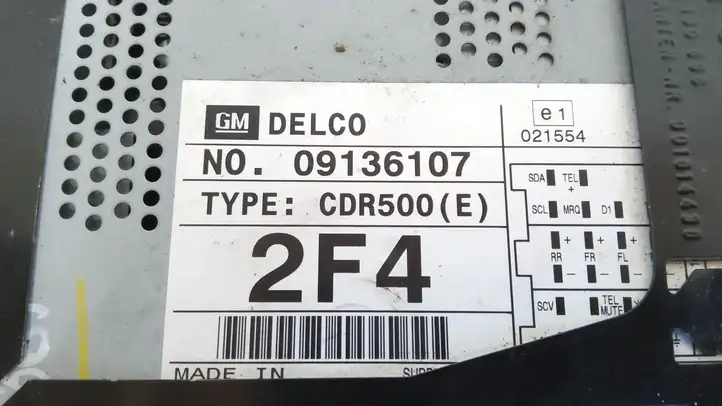 GM DELCO
NO. 09136107
TYPE: CDR500(E)
2F4
MADE IN
e1
021554
SDA TEL +
SCL MRQ D1
+ + +
RR FR FL
- - -
SCV TEL MUTE